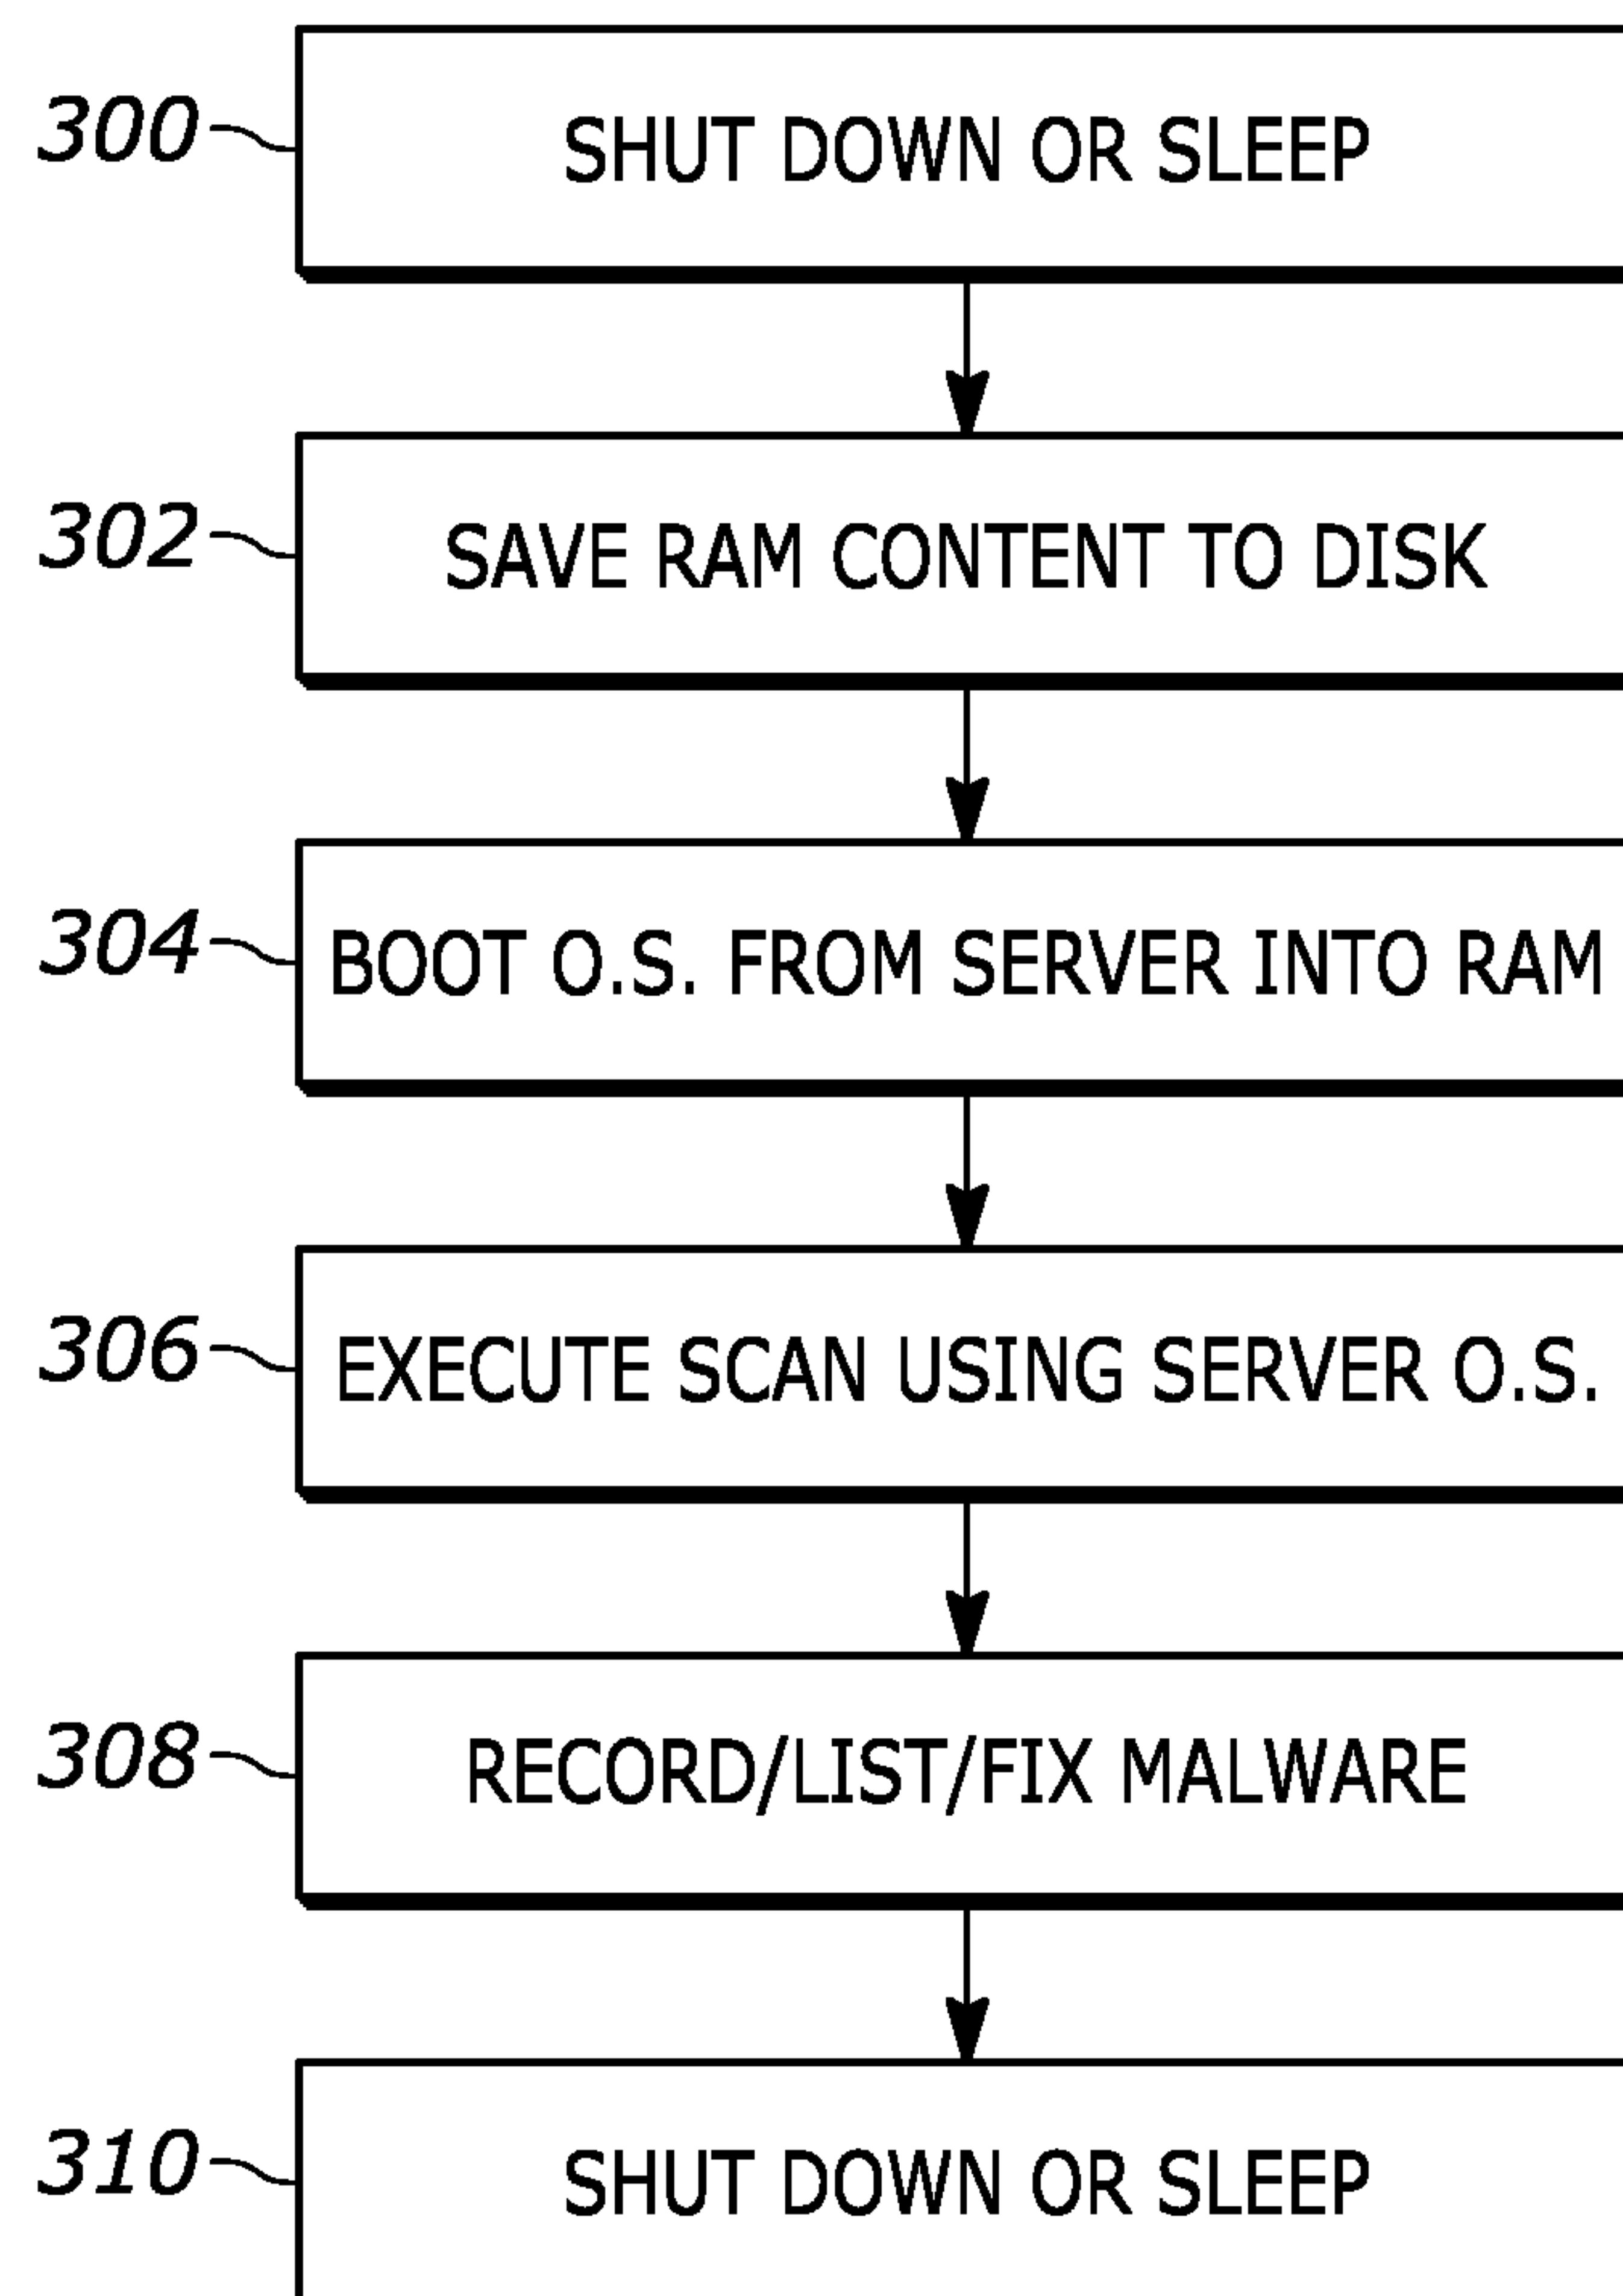 300 SHUT DOWN OR SLEEP
302 SAVE RAM CONTENT TO DISK
304 BOOT O.S. FROM SERVER INTO RAM
306 EXECUTE SCAN USING SERVER O.S.
308 RECORD/LIST/FIX MALWARE
310 SHUT DOWN OR SLEEP